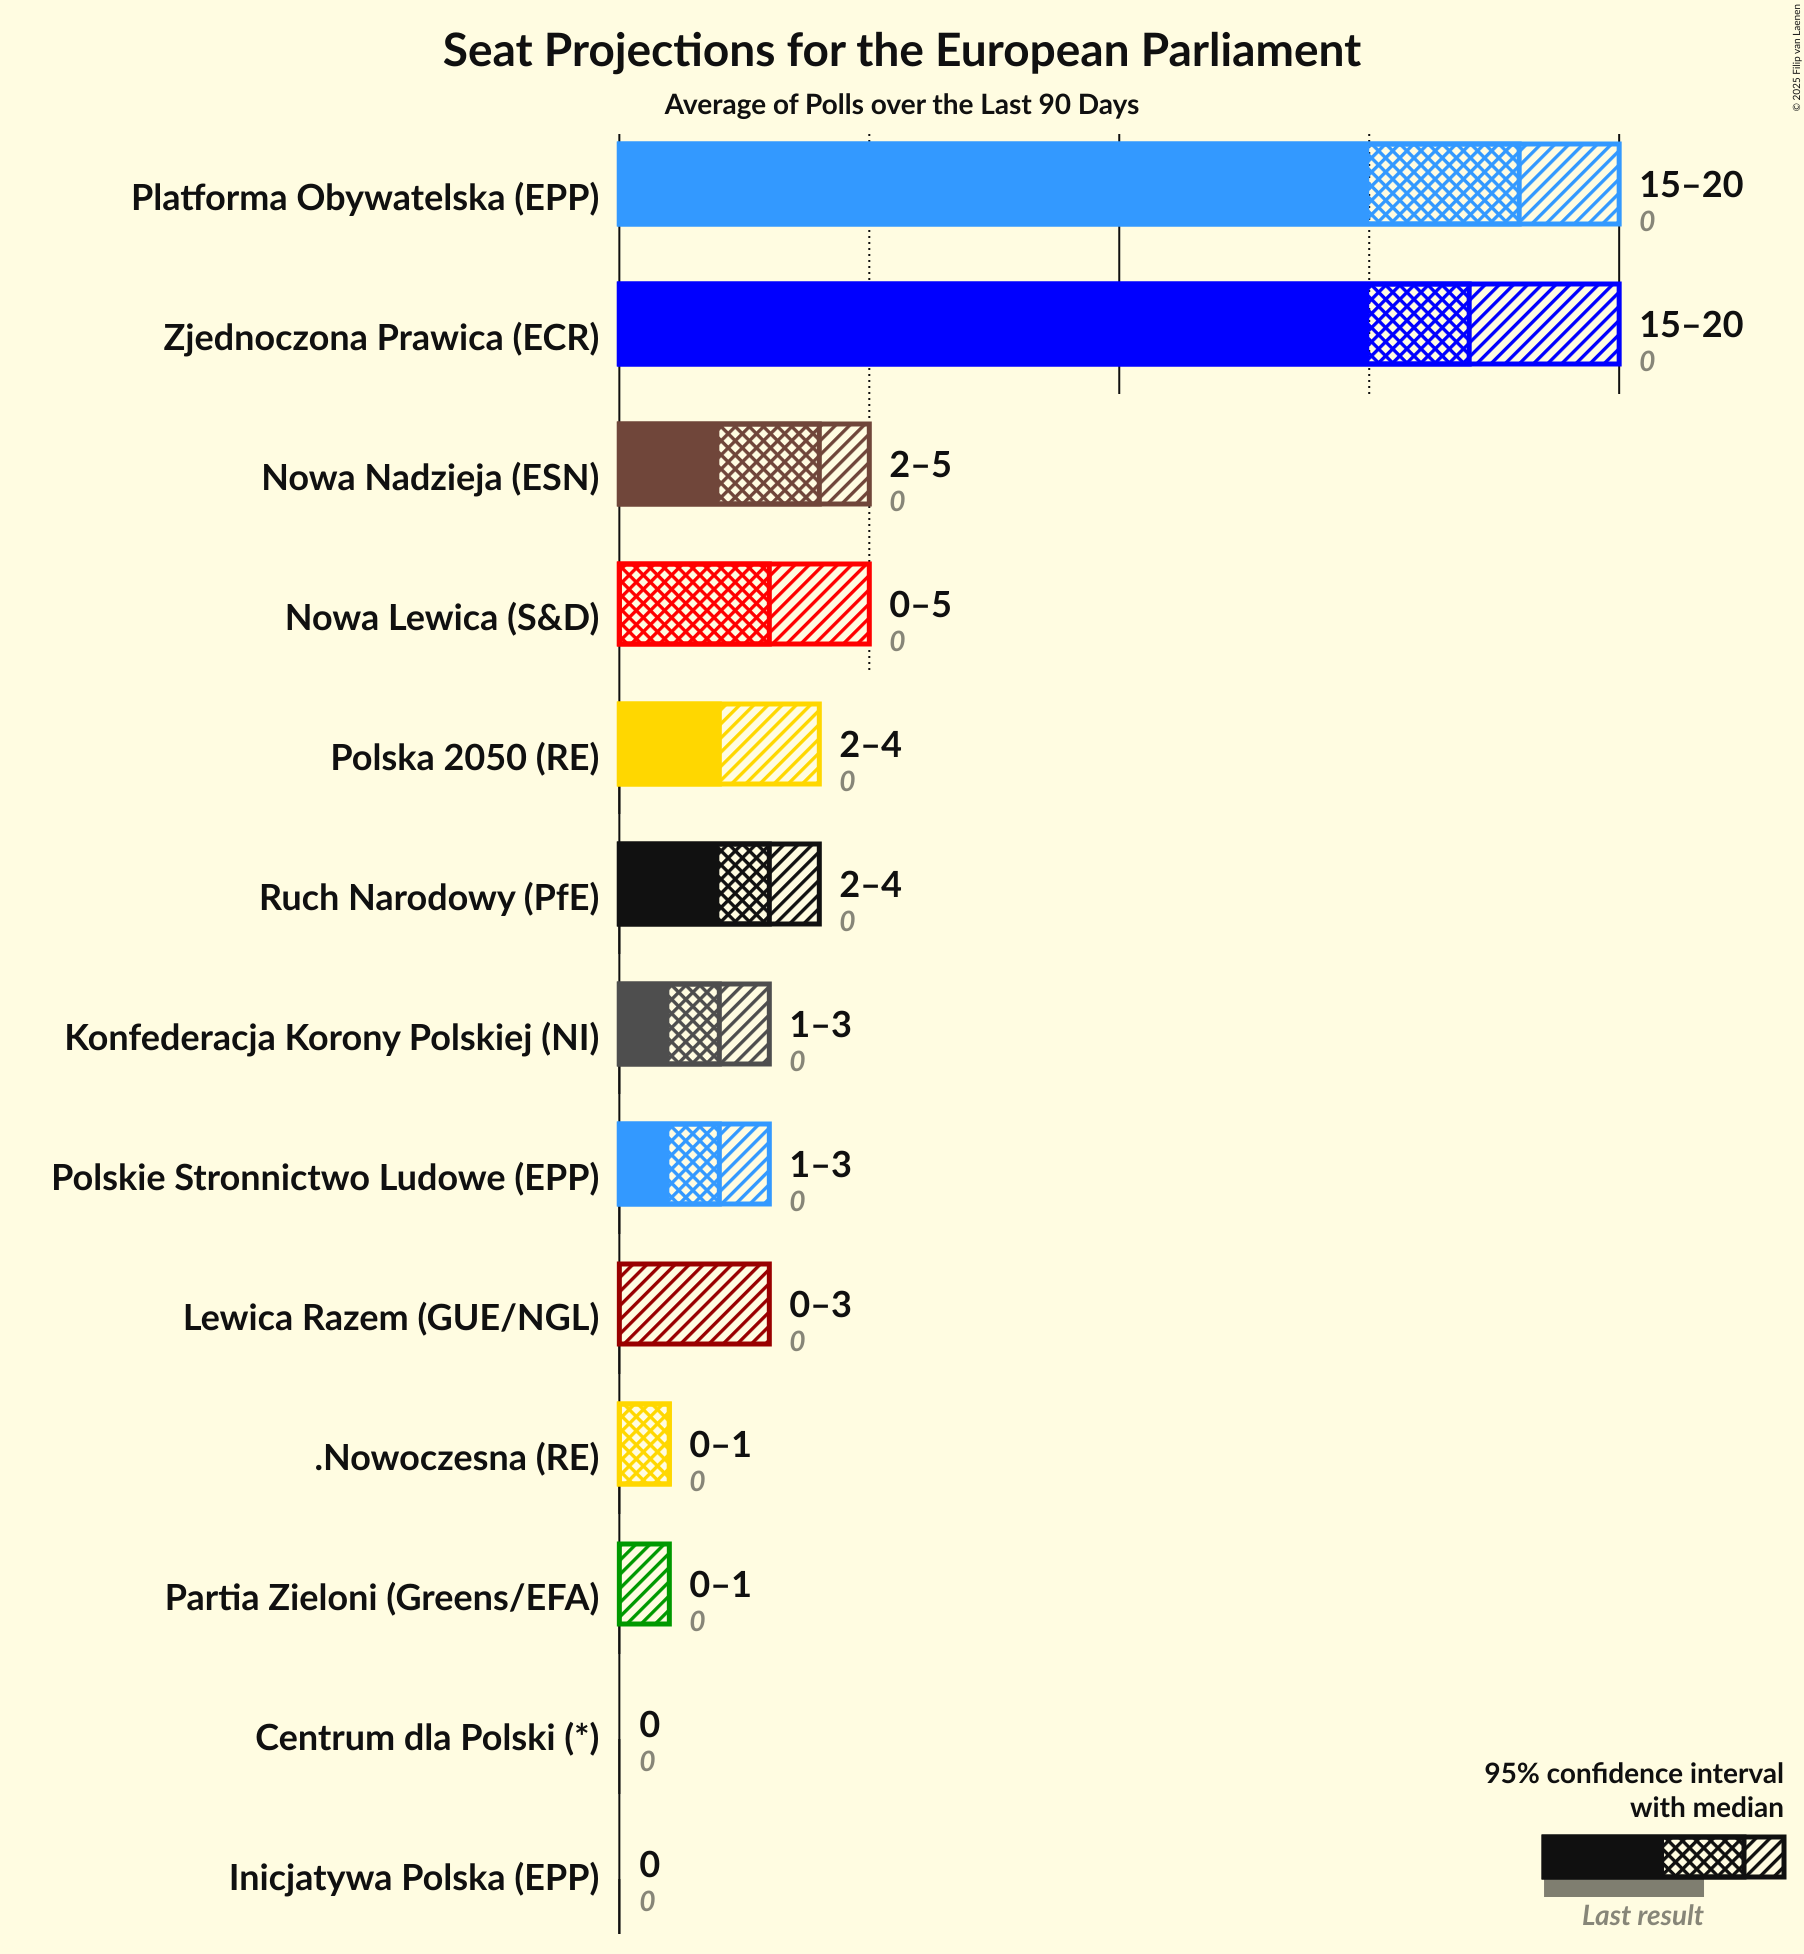 Seat Projections for the European Parliament
Average of Polls over the Last 90 Days
© 2025 Filip van Laenen
Platforma Obywatelska (EPP)
15–20
0
Zjednoczona Prawica (ECR)
15–20
0
Nowa Nadzieja (ESN)
2–5
0
Nowa Lewica (S&D)
0–5
0
Polska 2050 (RE)
2–4
0
Ruch Narodowy (PfE)
2–4
0
Konfederacja Korony Polskiej (NI)
1–3
0
Polskie Stronnictwo Ludowe (EPP)
1–3
0
Lewica Razem (GUE/NGL)
0–3
0
.Nowoczesna (RE)
0–1
0
Partia Zieloni (Greens/EFA)
0–1
0
Centrum dla Polski (*)
0
0
Inicjatywa Polska (EPP)
0
0
95% confidence interval
with median
Last result